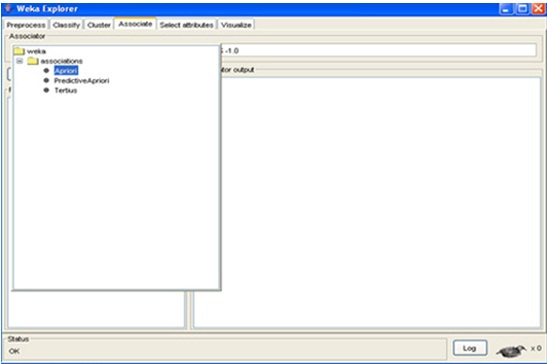 Weka Explorer
Preprocess Classify Cluster Associate Select attributes Visualize
Associator
weka
-1.0
associations
Apriori
output
PredictiveApriori
Tertius
Status
OK
Log
x 0